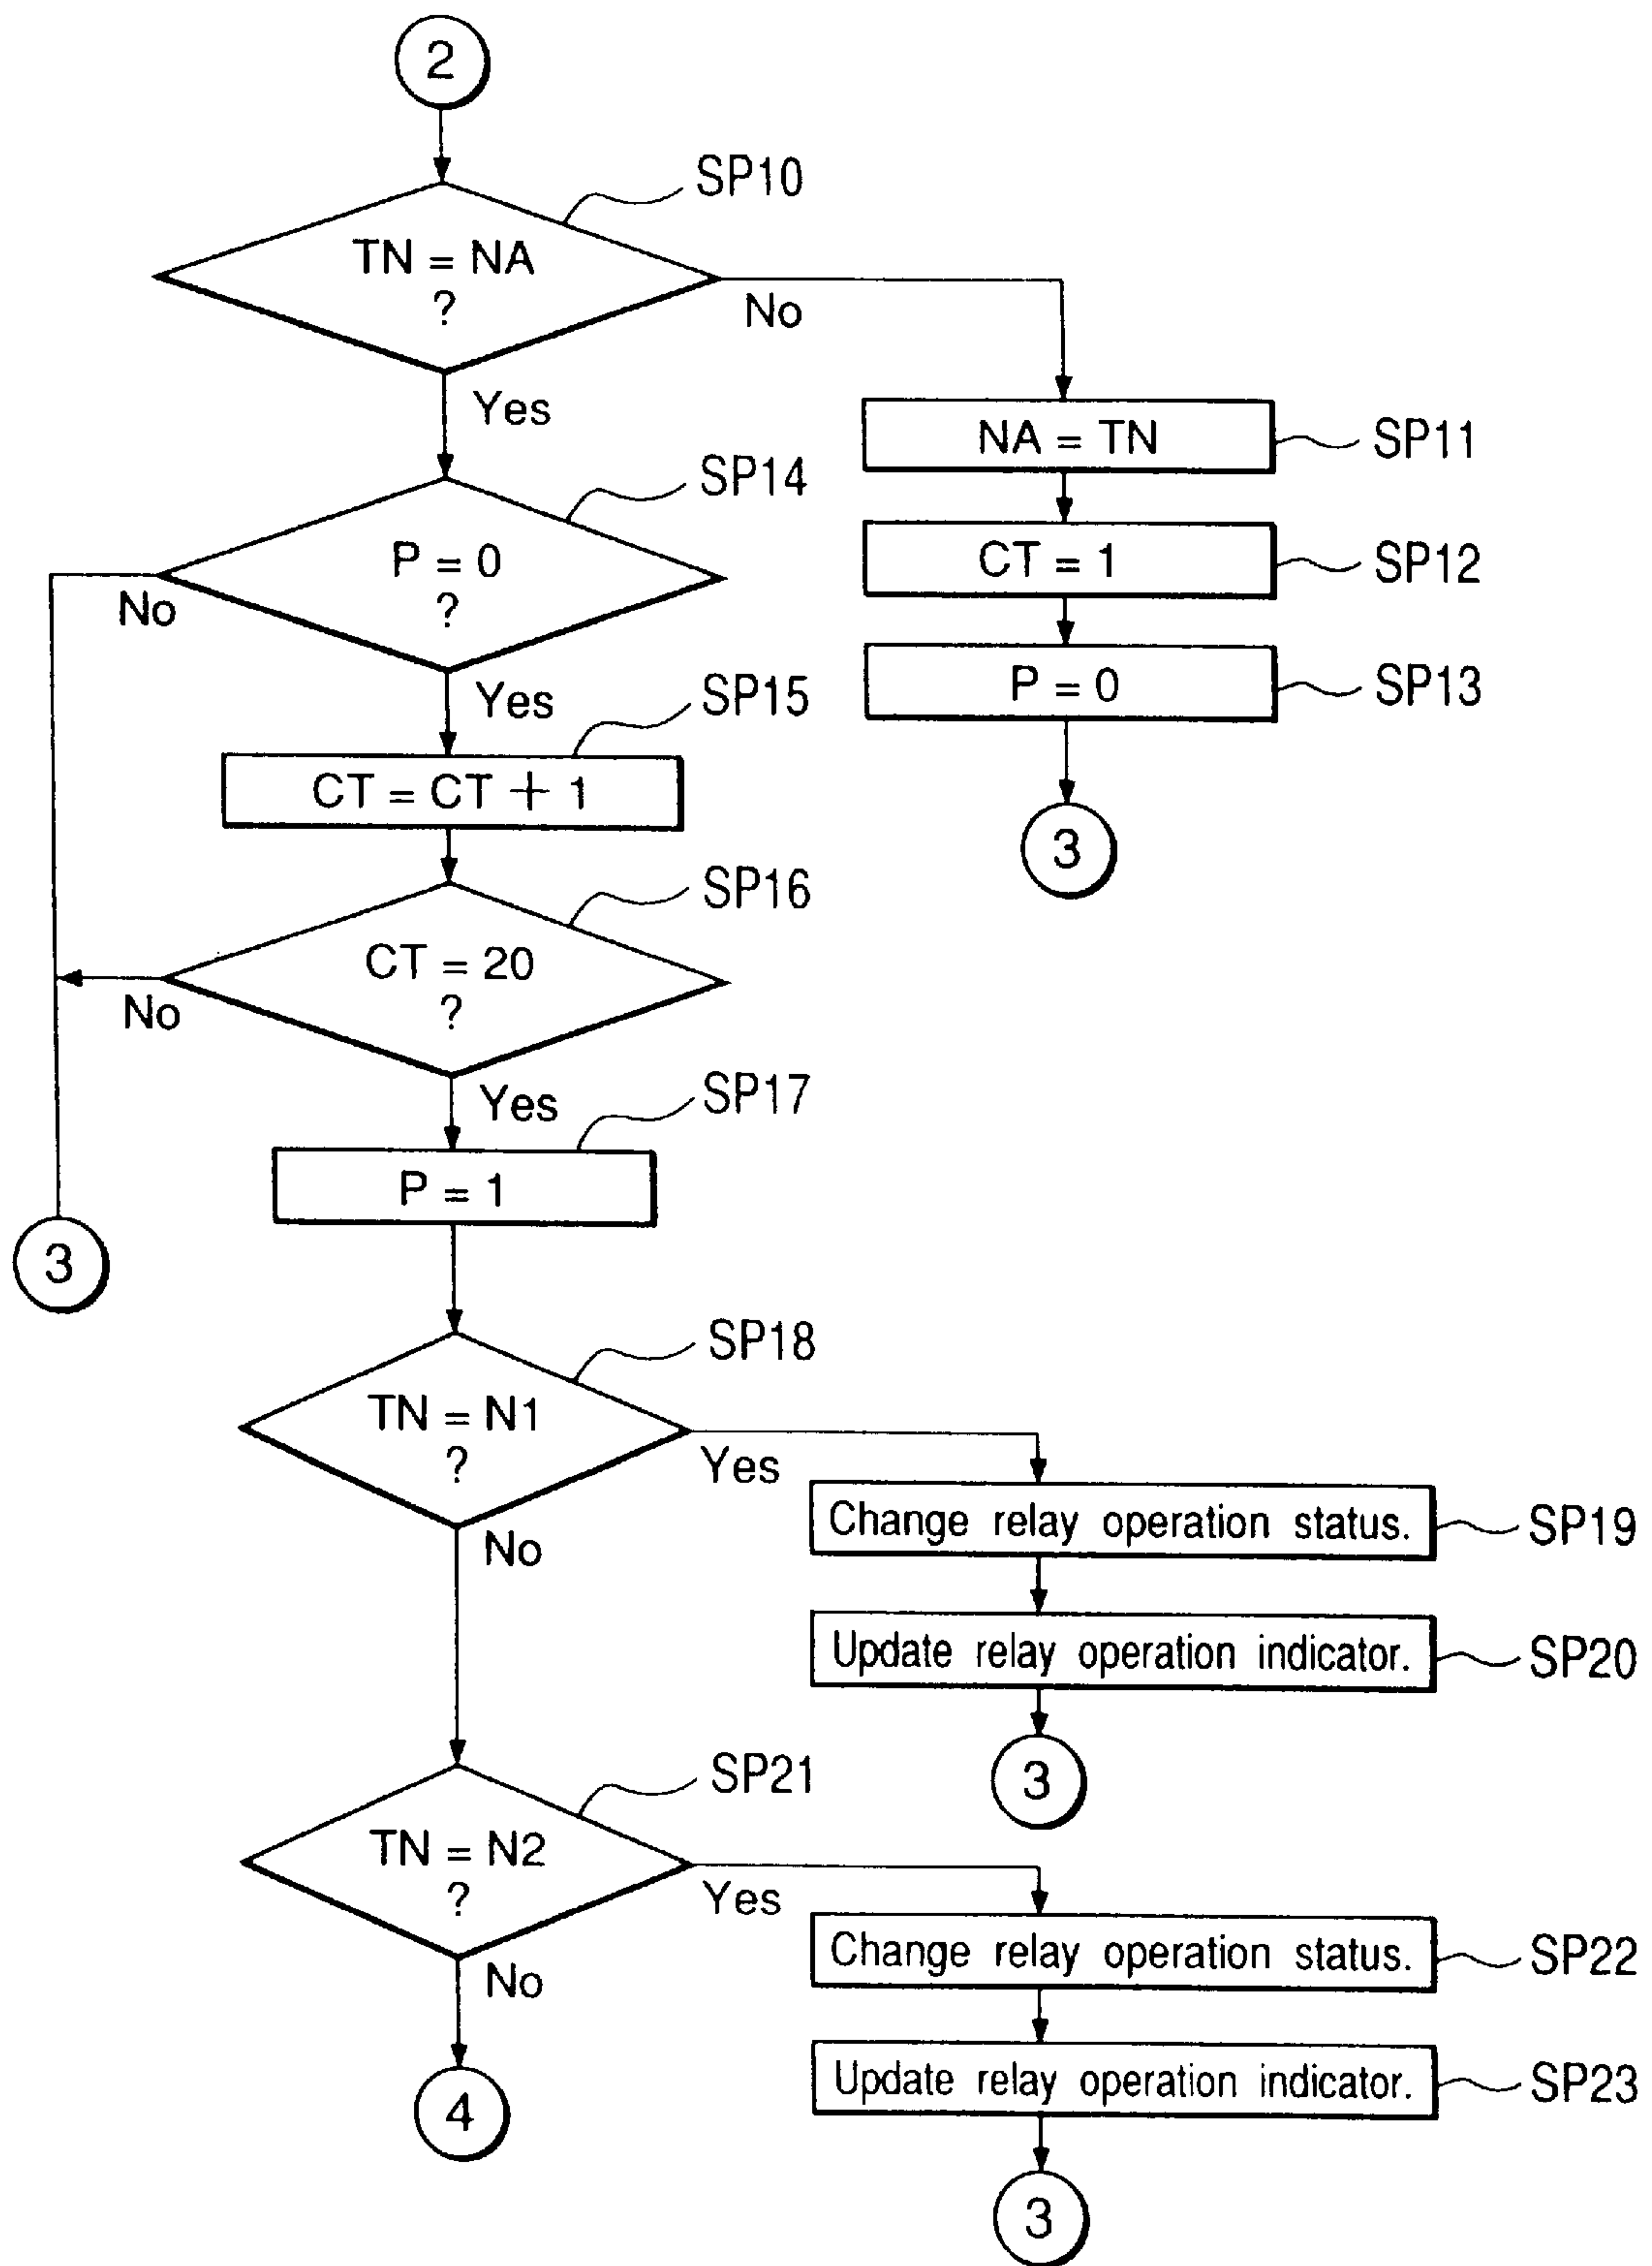 2
SP10
TN = NA
?
No
Yes
NA = TN
SP11
SP14
CT = 1
SP12
P = 0
?
No
P = 0
SP13
Yes
SP15
CT = CT + 1
3
SP16
CT = 20
?
No
Yes
SP17
P = 1
3
SP18
TN = N1
?
Yes
No
Change relay operation status.
SP19
Update relay operation indicator.
SP20
3
SP21
TN = N2
?
Yes
No
Change relay operation status.
SP22
4
Update relay operation indicator.
SP23
3